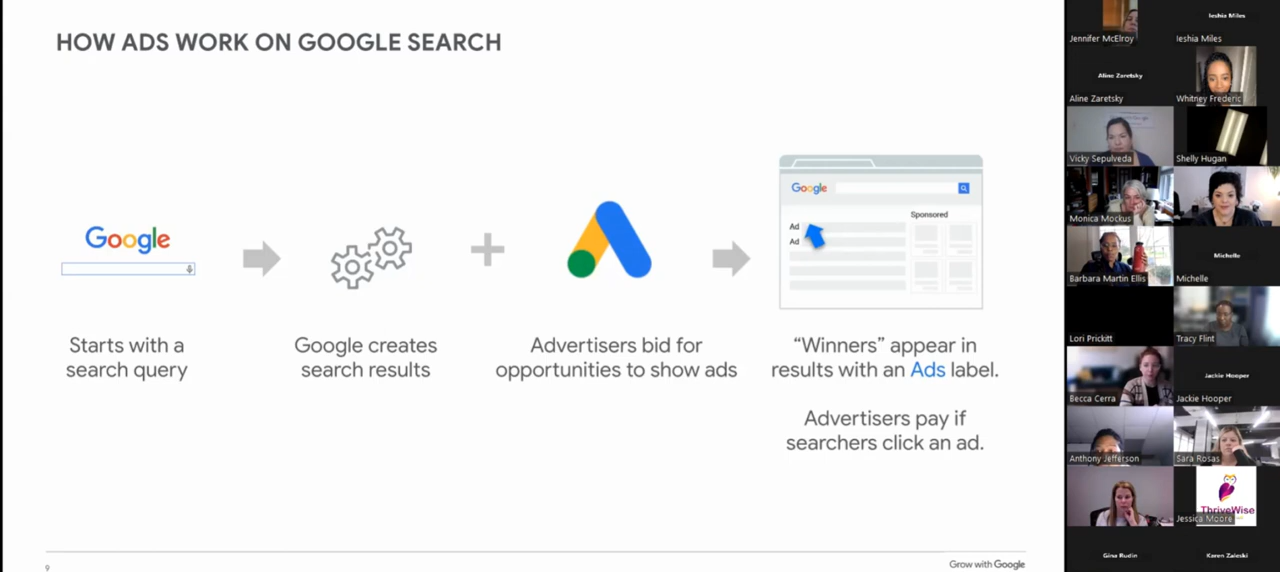 HOW ADS WORK ON GOOGLE SEARCH
Google
Starts with a
search query
Google creates
search results
Advertisers bid for
opportunities to show ads
Google
Sponsored
Ad
Ad
“Winners” appear in
results with an Ads label.
Advertisers pay if
searchers click an ad.
9
Grow with Google
Jennifer McElroy
Ieshia Miles
Ieshia Miles
Aline Zaretsky
Aline Zaretsky
Whitney Frederic
Vicky Sepulveda
Shelly Hugan
Monica Mockus
Barbara Martin Ellis
Michelle
Michelle
Lori Prickitt
Tracy Flint
Becca Cerra
Jackie Hooper
Jackie Hooper
Anthony Jefferson
Sara Rosas
ThriveWise
Jessica Moore
Gina Rudin
Karen Zaleski